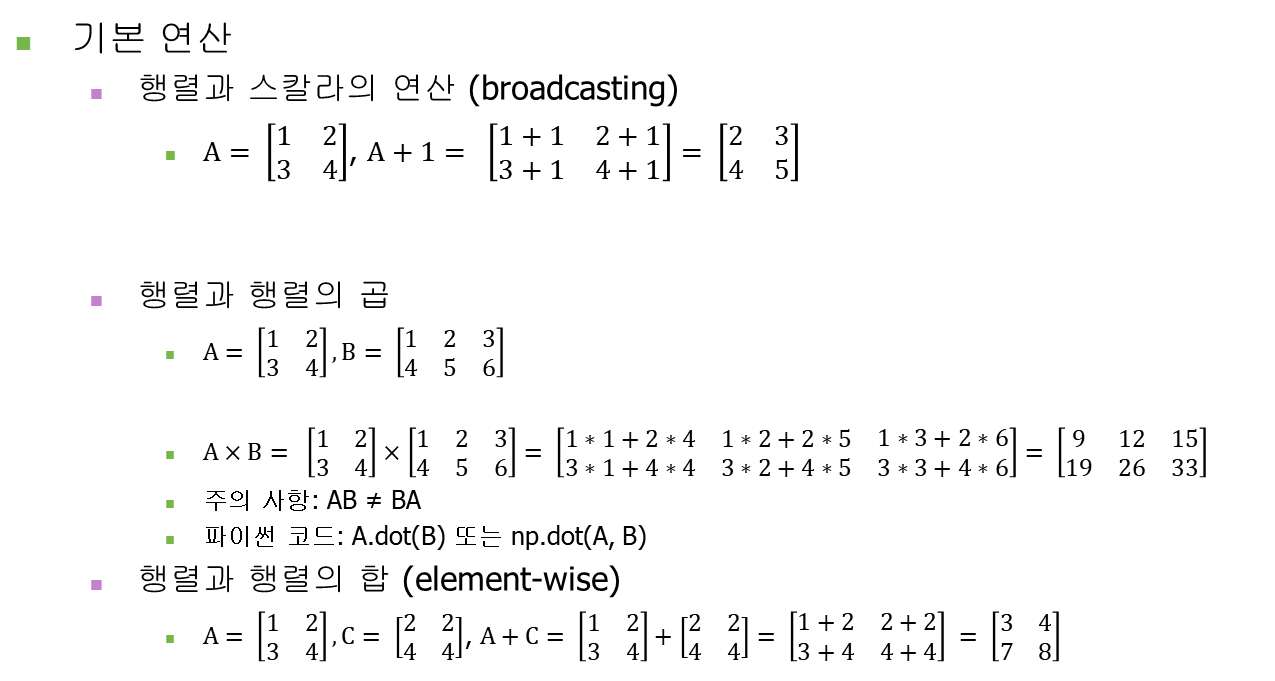 기본 연산
행렬과 스칼라의 연산 (broadcasting)
A = [1 2; 3 4], A + 1 = [1 + 1 2 + 1; 3 + 1 4 + 1] = [2 3; 4 5]
행렬과 행렬의 곱
A = [1 2; 3 4], B = [1 2 3; 4 5 6]
A × B = [1 2; 3 4] × [1 2 3; 4 5 6] = [1 ∗ 1 + 2 ∗ 4 1 ∗ 2 + 2 ∗ 5 1 ∗ 3 + 2 ∗ 6; 3 ∗ 1 + 4 ∗ 4 3 ∗ 2 + 4 ∗ 5 3 ∗ 3 + 4 ∗ 6] = [9 12 15; 19 26 33]
주의 사항: AB ≠ BA
파이썬 코드: A.dot(B) 또는 np.dot(A, B)
행렬과 행렬의 합 (element-wise)
A = [1 2; 3 4], C = [2 2; 4 4], A + C = [1 2; 3 4] + [2 2; 4 4] = [1 + 2 2 + 2; 3 + 4 4 + 4] = [3 4; 7 8]